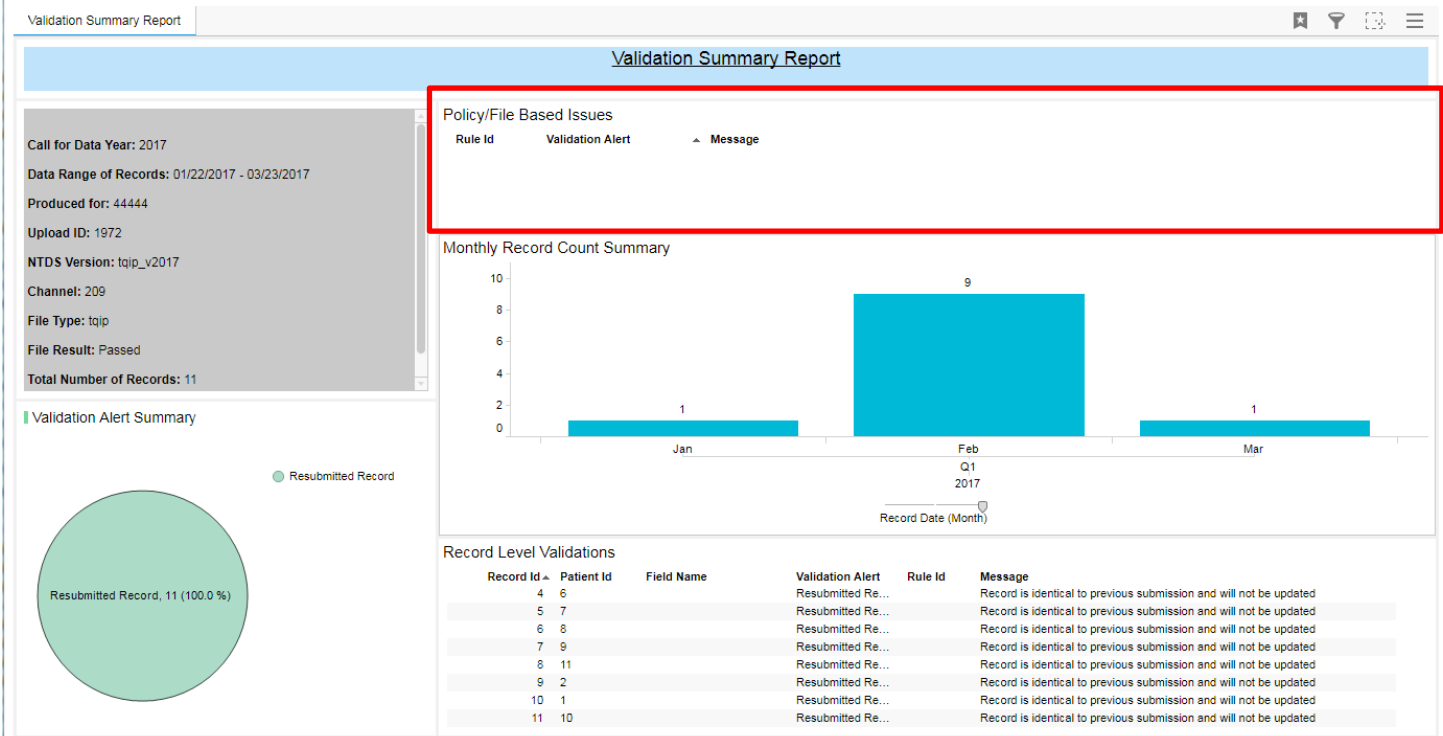 Validation Summary Report
Validation Summary Report
Call for Data Year: 2017
Data Range of Records: 01/22/2017 - 03/23/2017
Produced for: 44444
Upload ID: 1972
NTDS Version: tqip_v2017
Channel: 209
File Type: tqip
File Result: Passed
Total Number of Records: 11
Validation Alert Summary
Resubmitted Record
Resubmitted Record, 11 (100.0 %)
Policy/File Based Issues
Rule Id Validation Alert Message
Monthly Record Count Summary
10
8
6
4
2
0
1
9
1
Jan Feb Mar
Q1
2017
Record Date (Month)
Record Level Validations
Record Id Patient Id Field Name Validation Alert Rule Id Message
4 6 Resubmitted Re... Record is identical to previous submission and will not be updated
5 7 Resubmitted Re... Record is identical to previous submission and will not be updated
6 8 Resubmitted Re... Record is identical to previous submission and will not be updated
7 9 Resubmitted Re... Record is identical to previous submission and will not be updated
8 11 Resubmitted Re... Record is identical to previous submission and will not be updated
9 2 Resubmitted Re... Record is identical to previous submission and will not be updated
10 1 Resubmitted Re... Record is identical to previous submission and will not be updated
11 10 Resubmitted Re... Record is identical to previous submission and will not be updated